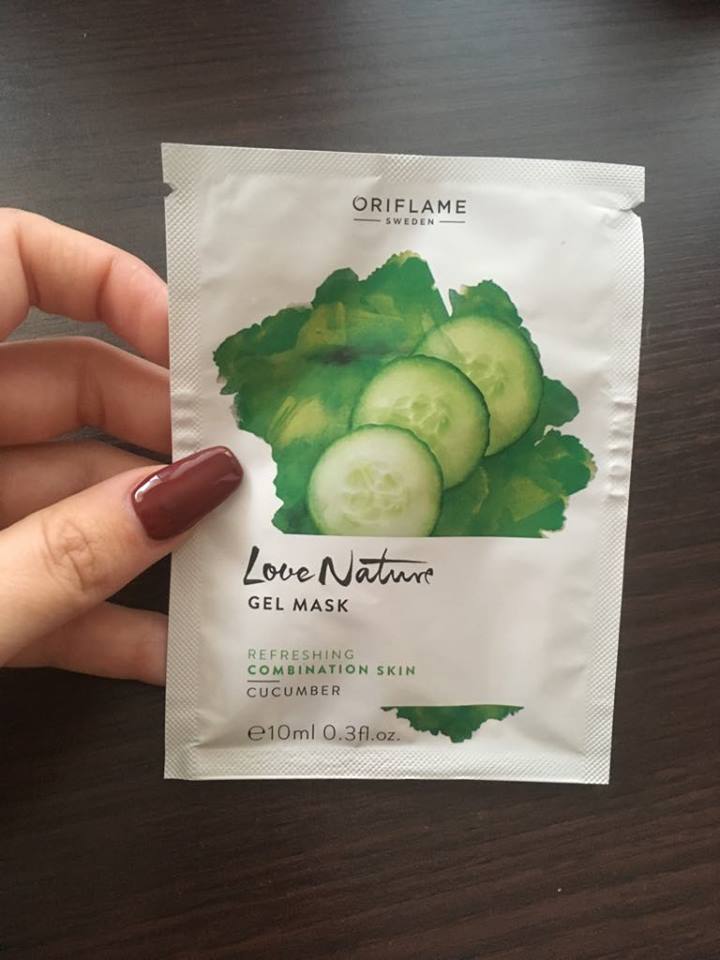 ORIFLAME
SWEDEN
Love Nature
GEL MASK
REFRESHING
COMBINATION SKIN
CUCUMBER
℮10ml 0.3fl.oz.